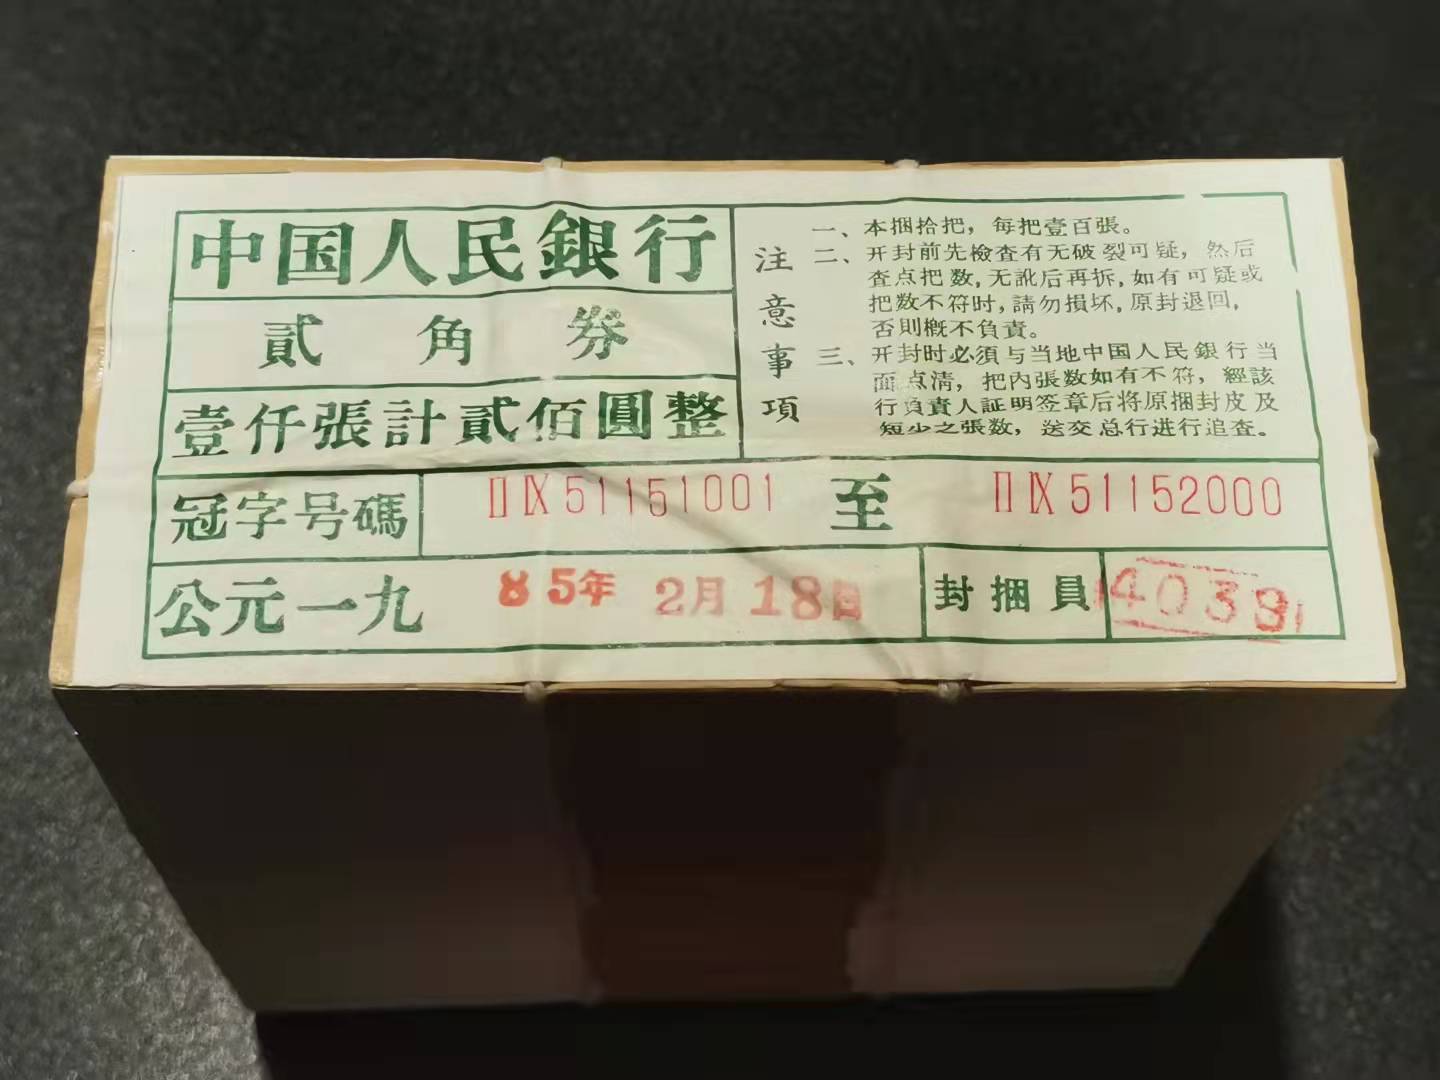 中国人民銀行
貳角券
壹仟張計貳佰圓整
注意事項
一、本捆拾把，每把壹百張。
二、开封前先檢查有无破裂可疑，然后
查点把数，无訛后再拆，如有可疑或
把数不符时，請勿損坏，原封退回，
否則槪不負責。
三、开封时必須与当地中国人民銀行当
面点淸，把內張数如有不符，經該
行負責人証明签章后将原捆封皮及
短少之張数，送交总行进行追查。
冠字号碼 ⅡⅨ51151001 至 ⅡⅨ51152000
公元一九 85年 2月 18日 封捆員 4039